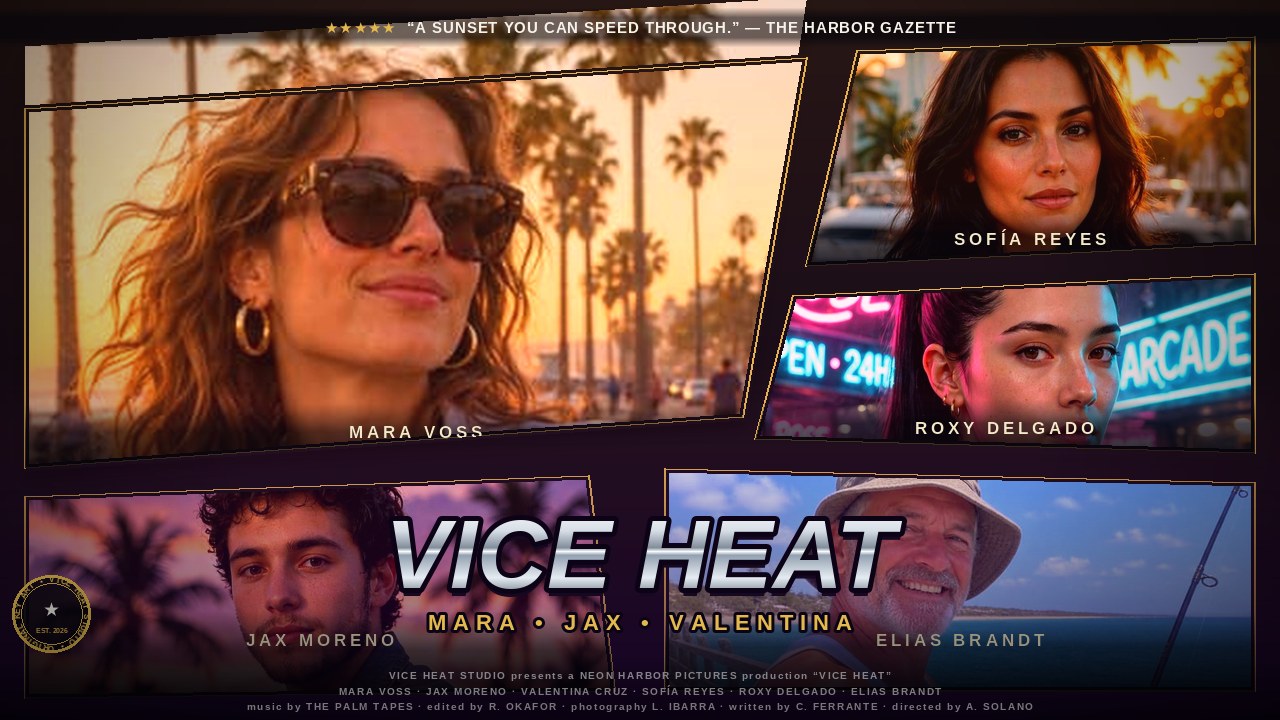 ★★★★★ “A SUNSET YOU CAN SPEED THROUGH.” — THE HARBOR GAZETTE
SOFÍA REYES
PEN • 24H
ARCADE
ROXY DELGADO
MARA VOSS
VICE HEAT
MARA • JAX • VALENTINA
JAX MORENO
ELIAS BRANDT
★
EST. 2026
VICE HEAT STUDIO presents a NEON HARBOR PICTURES production “VICE HEAT”
MARA VOSS · JAX MORENO · VALENTINA CRUZ · SOFÍA REYES · ROXY DELGADO · ELIAS BRANDT
music by THE PALM TAPES · edited by R. OKAFOR · photography L. IBARRA · written by C. FERRANTE · directed by A. SOLANO